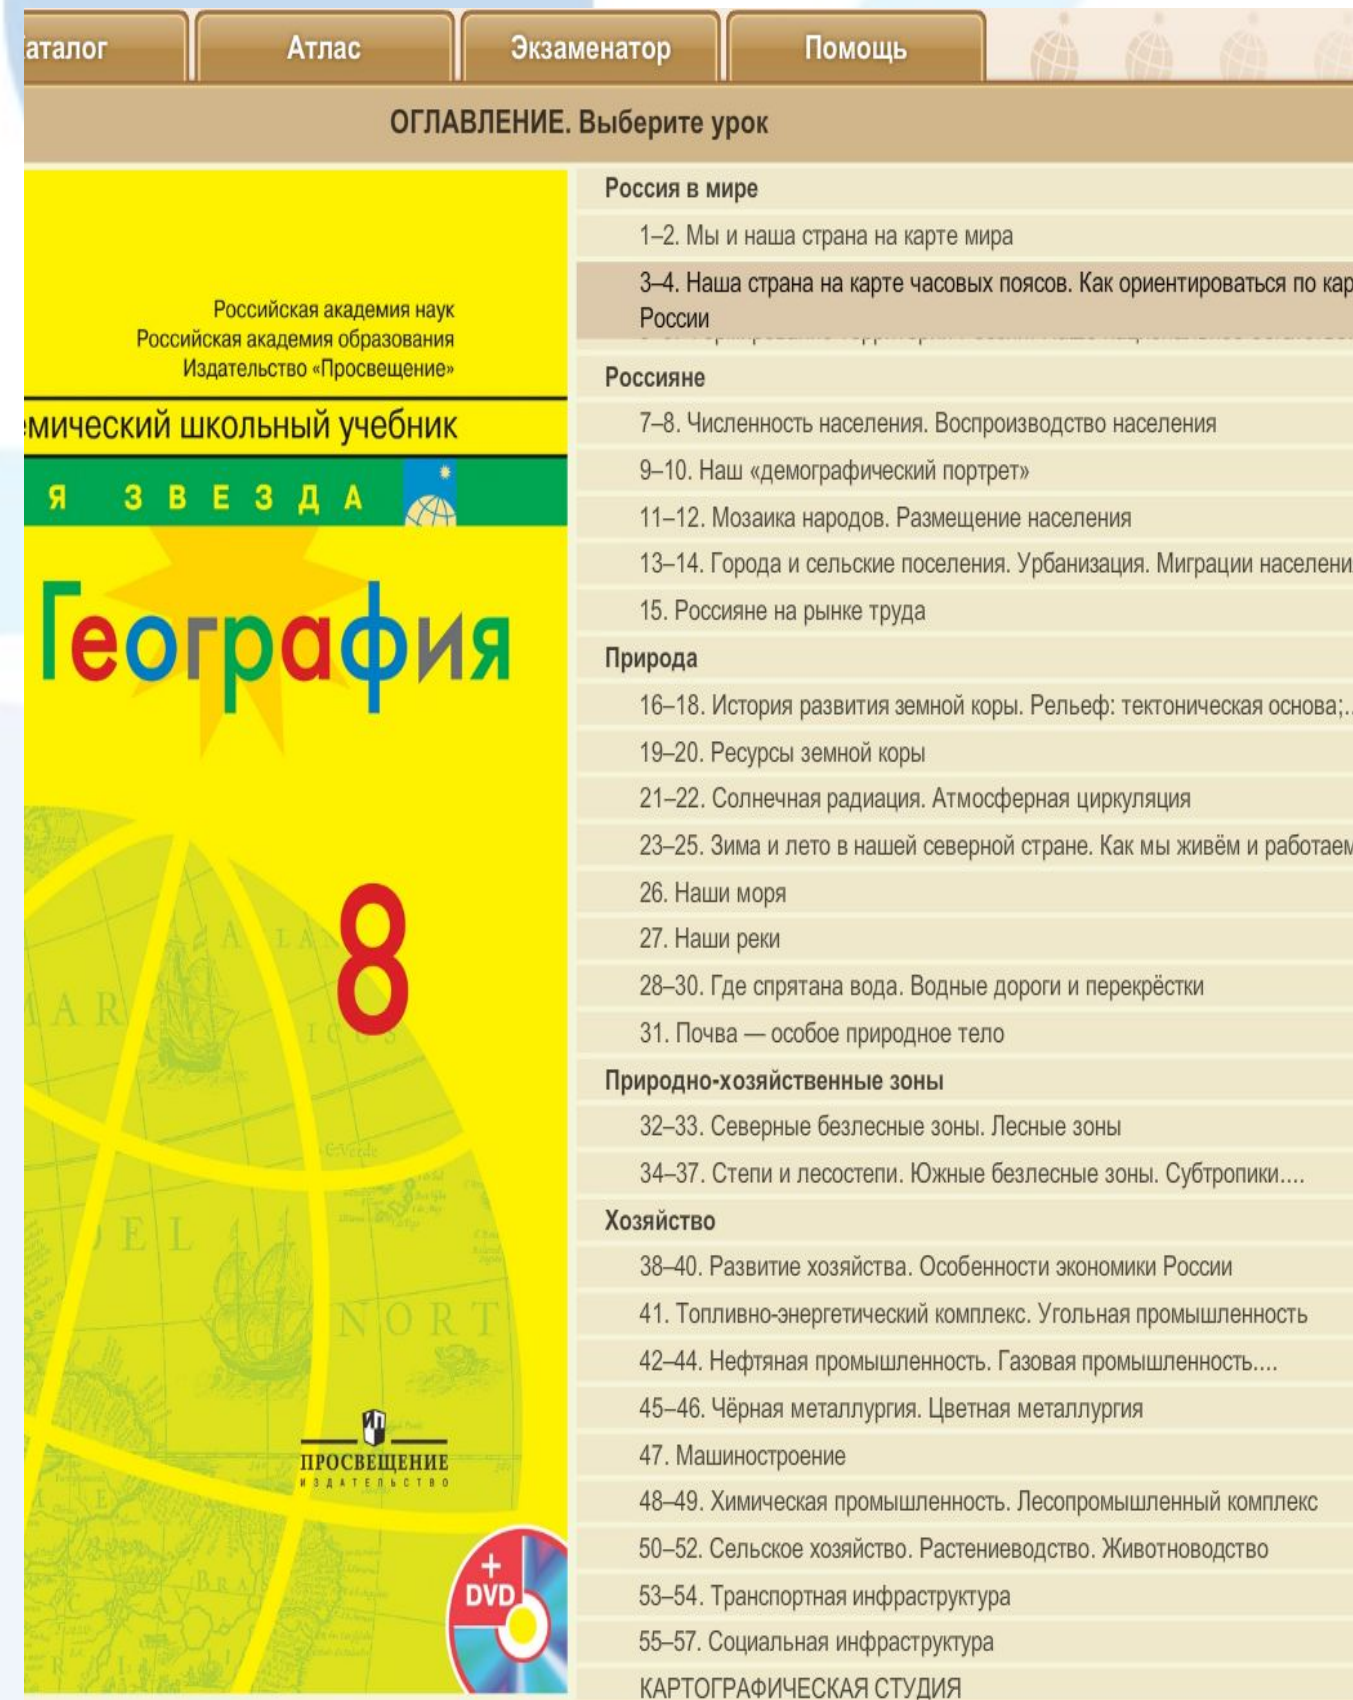 аталог Атлас Экзаменатор Помощь
ОГЛАВЛЕНИЕ. Выберите урок
Российская академия наук
Российская академия образования
Издательство «Просвещение»
мический школьный учебник
Я ЗВЕЗДА
География
8
MAR
ATLAN
ICUS
DEL
NORT
C.Verde
BRA
ПРОСВЕЩЕНИЕ
ИЗДАТЕЛЬСТВО
+
DVD
Россия в мире
1–2. Мы и наша страна на карте мира
3–4. Наша страна на карте часовых поясов. Как ориентироваться по кар
России
Россияне
7–8. Численность населения. Воспроизводство населения
9–10. Наш «демографический портрет»
11–12. Мозаика народов. Размещение населения
13–14. Города и сельские поселения. Урбанизация. Миграции населени
15. Россияне на рынке труда
Природа
16–18. История развития земной коры. Рельеф: тектоническая основа;..
19–20. Ресурсы земной коры
21–22. Солнечная радиация. Атмосферная циркуляция
23–25. Зима и лето в нашей северной стране. Как мы живём и работаем
26. Наши моря
27. Наши реки
28–30. Где спрятана вода. Водные дороги и перекрёстки
31. Почва — особое природное тело
Природно-хозяйственные зоны
32–33. Северные безлесные зоны. Лесные зоны
34–37. Степи и лесостепи. Южные безлесные зоны. Субтропики....
Хозяйство
38–40. Развитие хозяйства. Особенности экономики России
41. Топливно-энергетический комплекс. Угольная промышленность
42–44. Нефтяная промышленность. Газовая промышленность....
45–46. Чёрная металлургия. Цветная металлургия
47. Машиностроение
48–49. Химическая промышленность. Лесопромышленный комплекс
50–52. Сельское хозяйство. Растениеводство. Животноводство
53–54. Транспортная инфраструктура
55–57. Социальная инфраструктура
КАРТОГРАФИЧЕСКАЯ СТУДИЯ